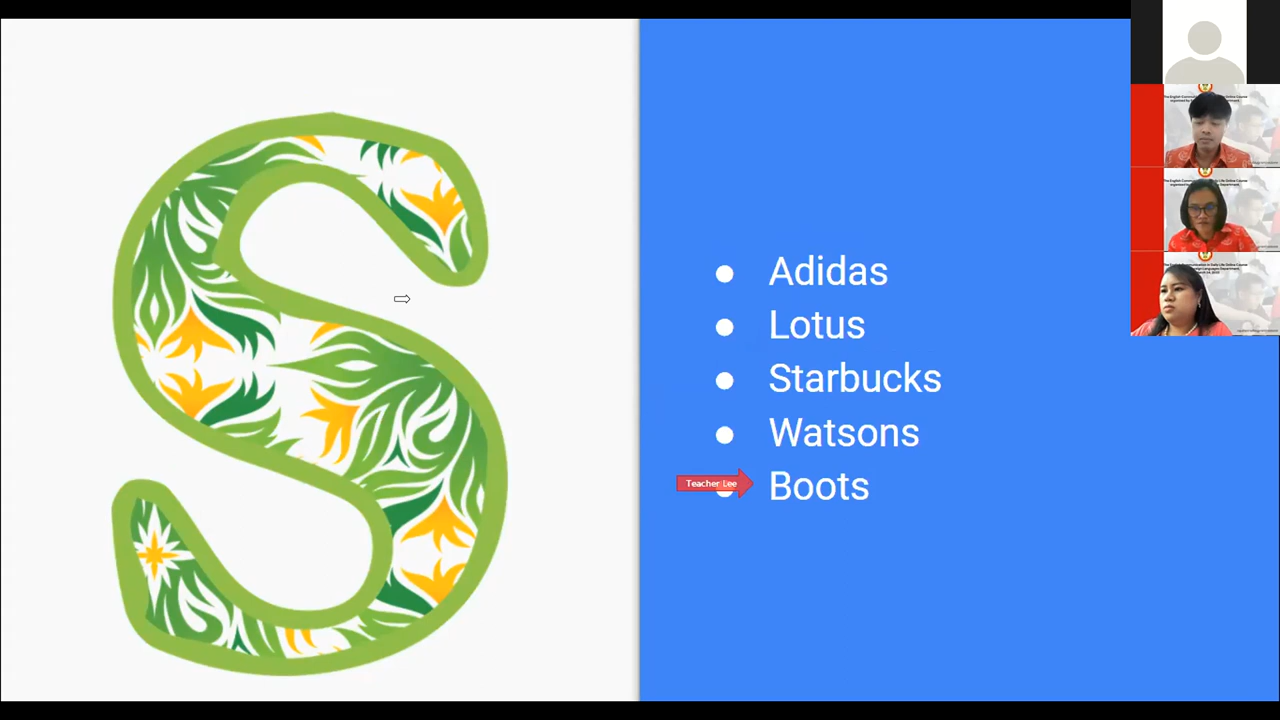 S
Adidas
Lotus
Starbucks
Watsons
Teacher Lee
Boots